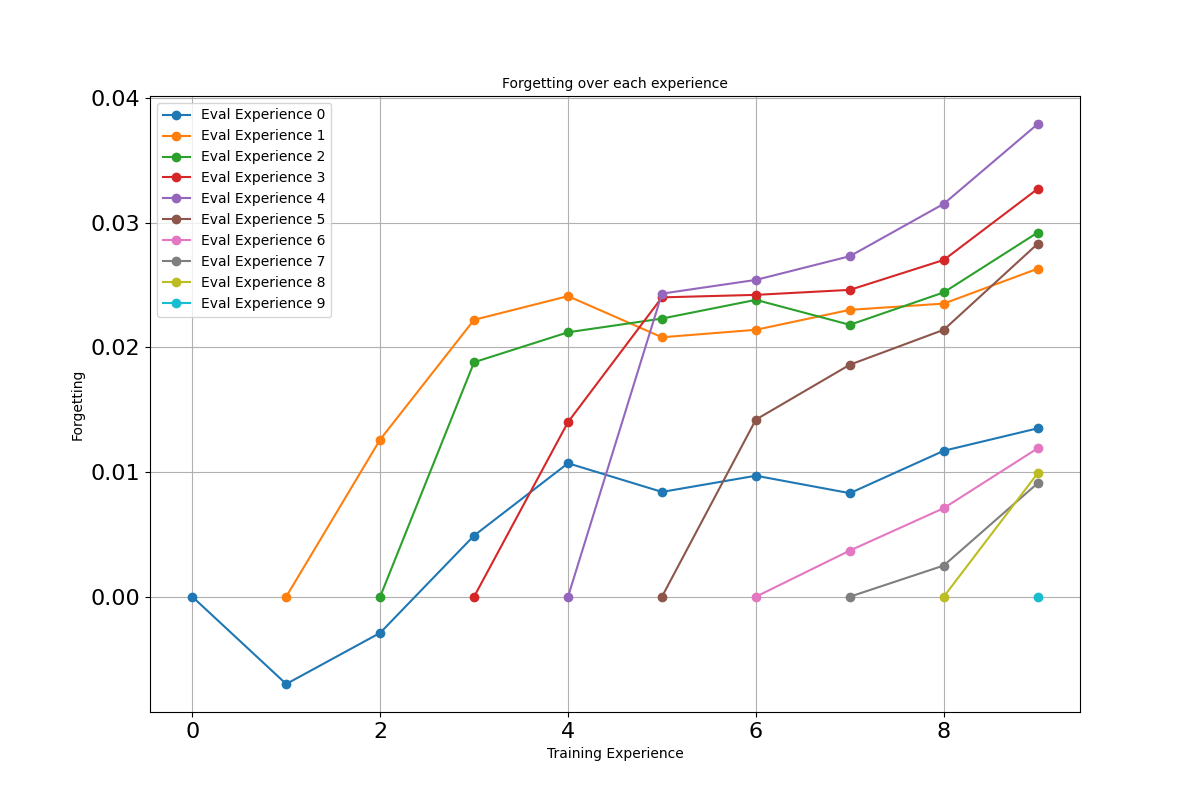 Forgetting over each experience
0.04
0.03
0.02
0.01
0.00
Forgetting
Eval Experience 0
Eval Experience 1
Eval Experience 2
Eval Experience 3
Eval Experience 4
Eval Experience 5
Eval Experience 6
Eval Experience 7
Eval Experience 8
Eval Experience 9
0 2 4 6 8
Training Experience